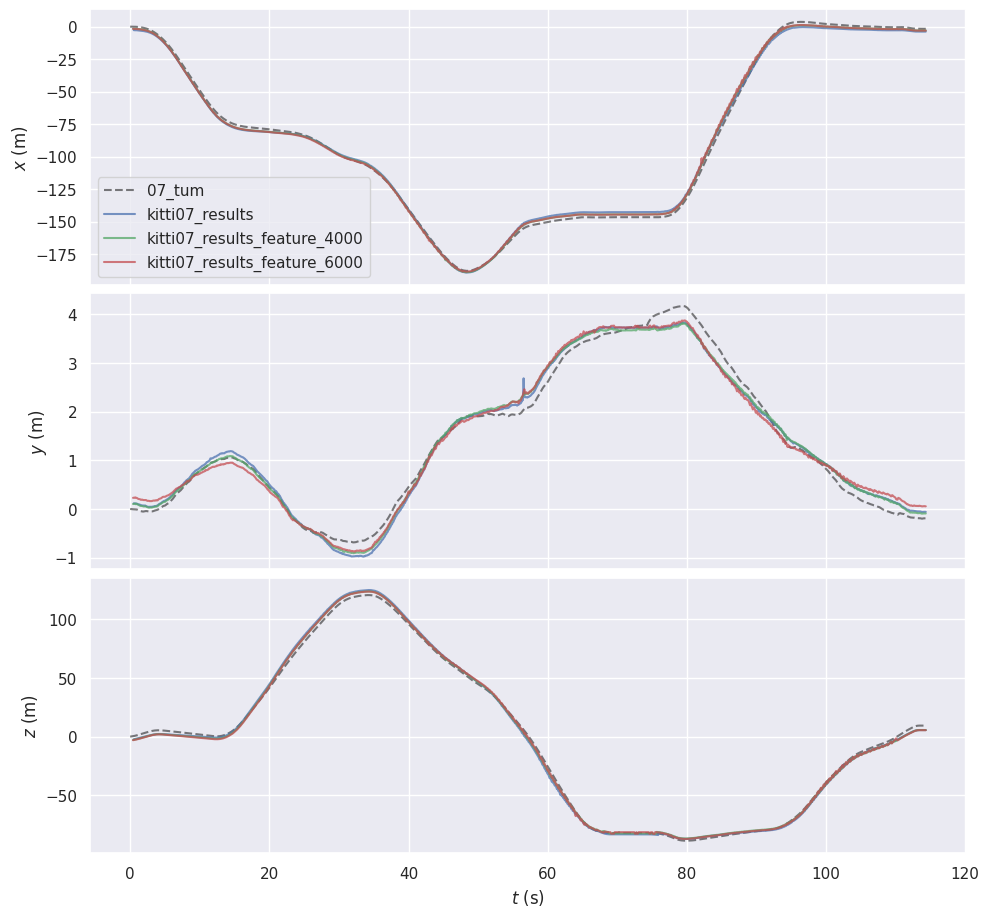 0
−25
−50
−75
−100
−125
−150
−175
x (m)
07_tum
kitti07_results
kitti07_results_feature_4000
kitti07_results_feature_6000
4
3
2
1
0
−1
y (m)
100
50
0
−50
z (m)
0 20 40 60 80 100 120
t (s)